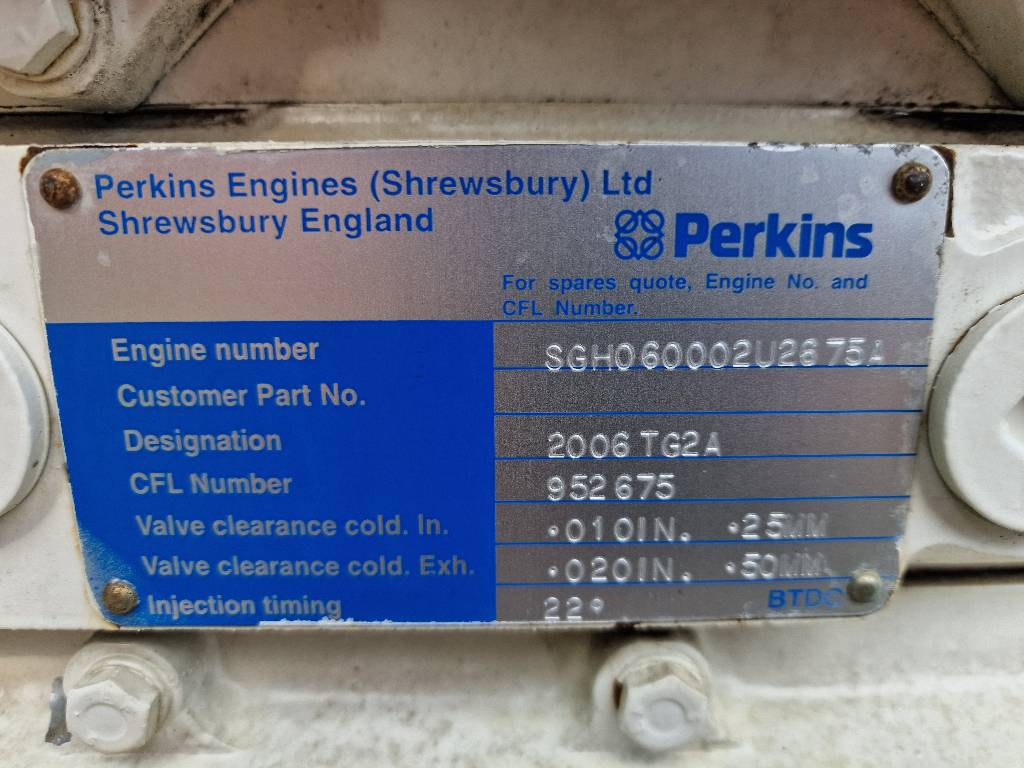 Perkins Engines (Shrewsbury) Ltd
Shrewsbury England
Perkins
For spares quote, Engine No. and
CFL Number.
Engine number SGH060002U2675A
Customer Part No.
Designation 2006 TG2A
CFL Number 952675
Valve clearance cold. In. .010IN. .25MM
Valve clearance cold. Exh. .020IN. .50MM.
Injection timing 22° BTDC